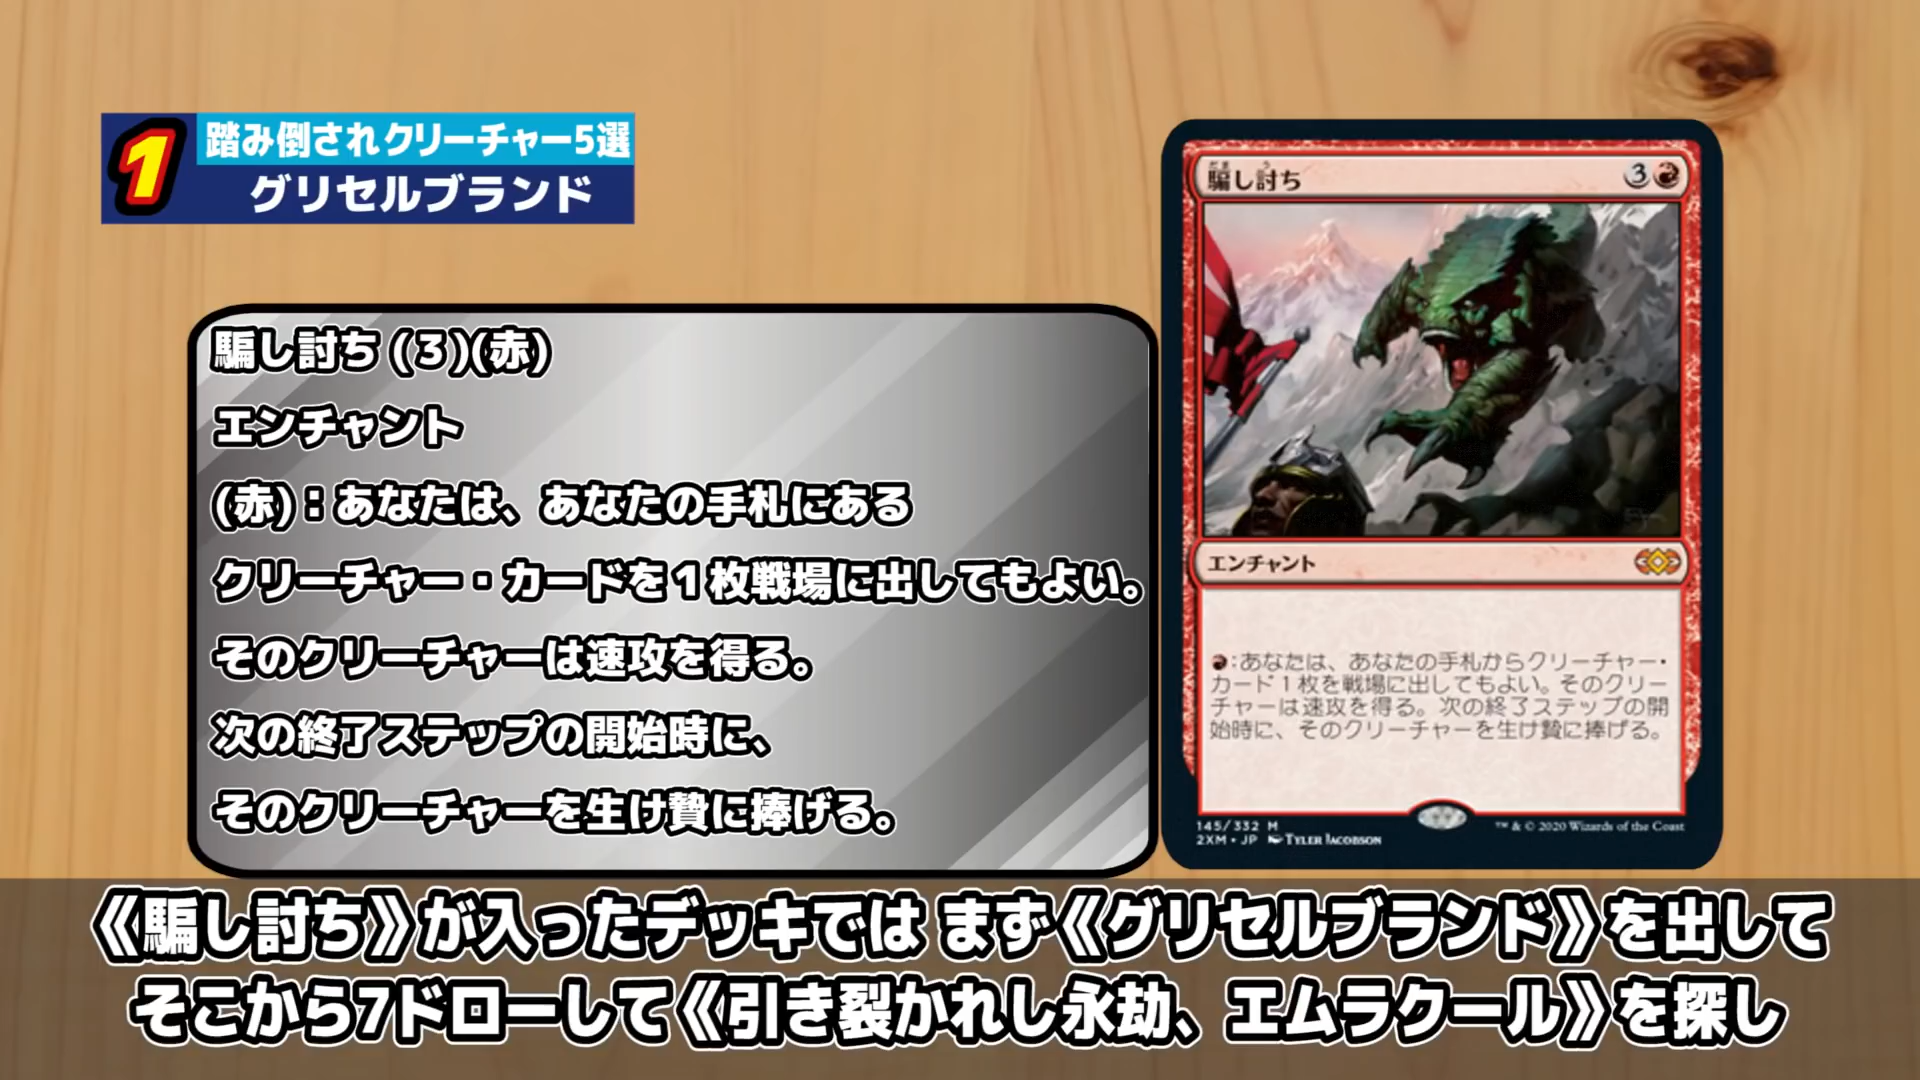 1
踏み倒されクリーチャー5選
グリセルブランド
騙し討ち (3)(赤)
エンチャント
(赤):あなたは、あなたの手札にある
クリーチャー・カードを1枚戦場に出してもよい。
そのクリーチャーは速攻を得る。
次の終了ステップの開始時に、
そのクリーチャーを生け贄に捧げる。
だま う
騙し討ち 3
エンチャント
:あなたは、あなたの手札からクリーチャー・
カード1枚を戦場に出してもよい。そのクリー
チャーは速攻を得る。次の終了ステップの開
始時に、そのクリーチャーを生け贄に捧げる。
145/332 M
2XM • JP TYLER JACOBSON
™ & © 2020 Wizards of the Coast
《騙し討ち》が入ったデッキでは まず《グリセルブランド》を出して
そこから7ドローして《引き裂かれし永劫、エムラクール》を探し